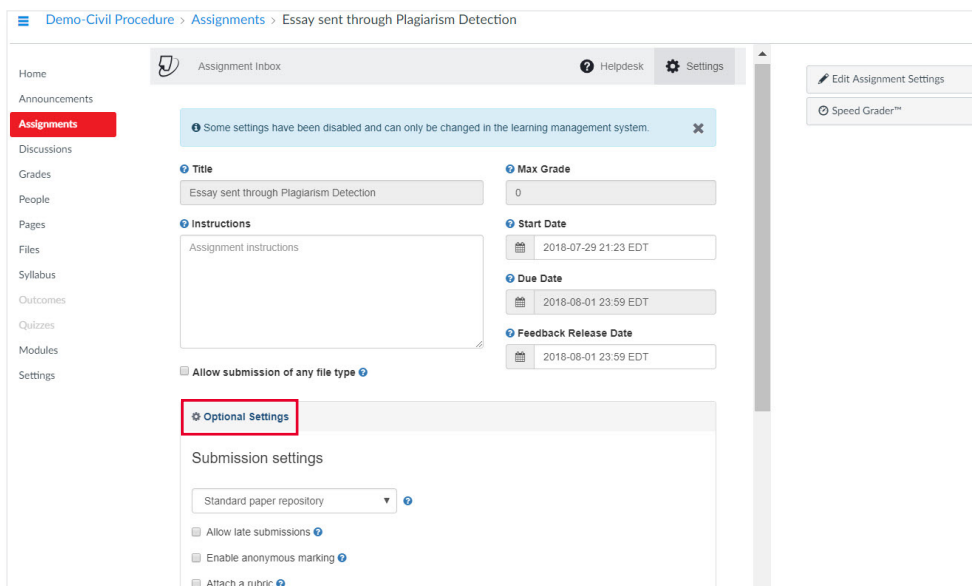 Demo-Civil Procedure > Assignments > Essay sent through Plagiarism Detection
Home
Announcements
Assignments
Discussions
Grades
People
Pages
Files
Syllabus
Outcomes
Quizzes
Modules
Settings
Assignment Inbox
Helpdesk
Settings
Some settings have been disabled and can only be changed in the learning management system.
Title
Essay sent through Plagiarism Detection
Instructions
Assignment instructions
Allow submission of any file type
Max Grade
0
Start Date
2018-07-29 21:23 EDT
Due Date
2018-08-01 23:59 EDT
Feedback Release Date
2018-08-01 23:59 EDT
Optional Settings
Submission settings
Standard paper repository
Allow late submissions
Enable anonymous marking
Attach a rubric
Edit Assignment Settings
Speed Grader™